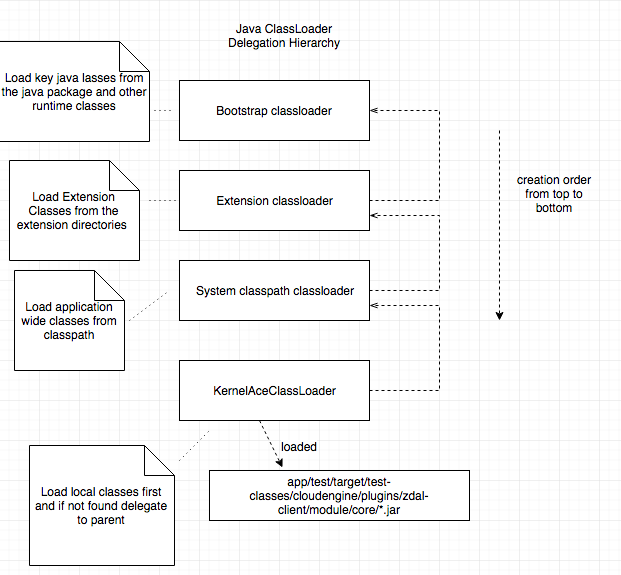 Java ClassLoader
Delegation Hierarchy
Load key java lasses from
the java package and other
runtime classes
Bootstrap classloader
Load Extension
Classes from the
extension directories
Extension classloader
creation order
from top to
bottom
Load application
wide classes from
classpath
System classpath classloader
KernelAceClassLoader
loaded
Load local classes first
and if not found delegate
to parent
app/test/target/test-
classes/cloudengine/plugins/zdal-
client/module/core/*.jar